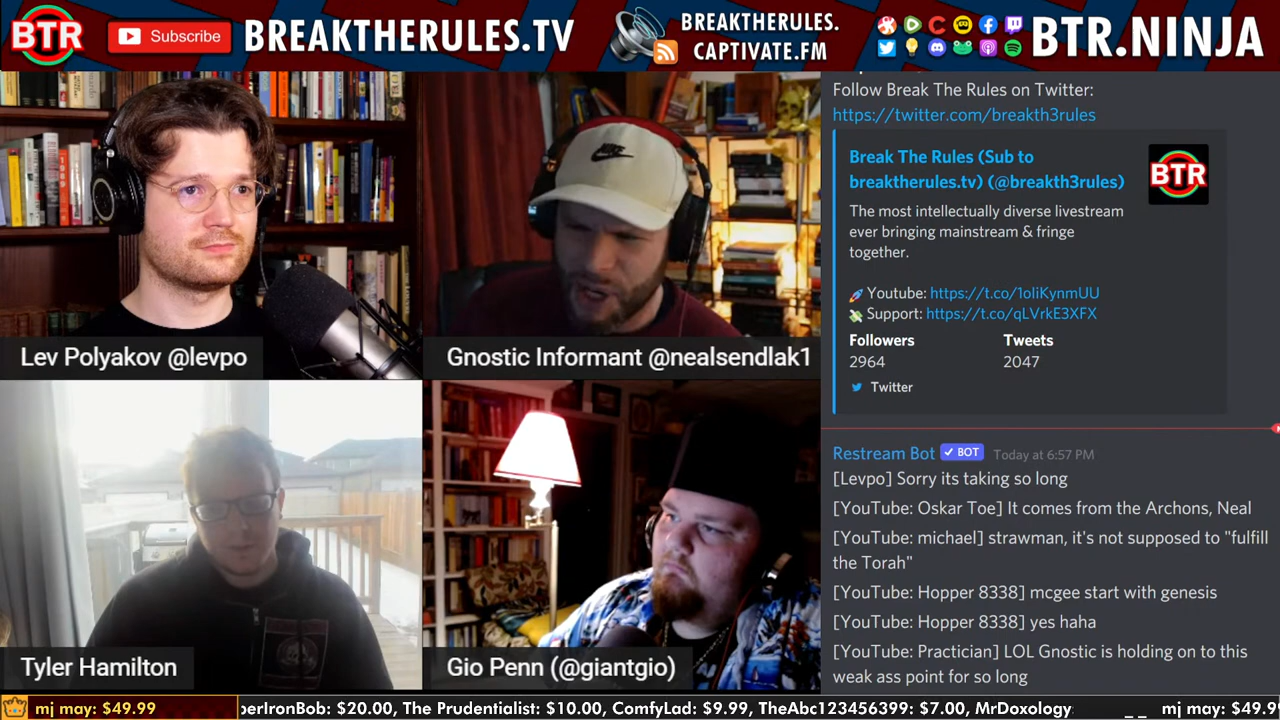 BTR
Subscribe
BREAKTHERULES.TV
BREAKTHERULES.
CAPTIVATE.FM
BTR.NINJA
Follow Break The Rules on Twitter:
https://twitter.com/breakth3rules
Break The Rules (Sub to
breaktherules.tv) (@breakth3rules)
BTR
The most intellectually diverse livestream
ever bringing mainstream & fringe
together.
🚀 Youtube: https://t.co/1oIiKynmUU
💸 Support: https://t.co/qLVrkE3XFX
Followers Tweets
2964 2047
Twitter
1989
Lev Polyakov @levpo
Gnostic Informant @nealsendlak1
Restream Bot ✓ BOT Today at 6:57 PM
[Levpo] Sorry its taking so long
[YouTube: Oskar Toe] It comes from the Archons, Neal
[YouTube: michael] strawman, it's not supposed to "fulfill
the Torah"
[YouTube: Hopper 8338] mcgee start with genesis
[YouTube: Hopper 8338] yes haha
[YouTube: Practician] LOL Gnostic is holding on to this
weak ass point for so long
Tyler Hamilton
Gio Penn (@giantgio)
mj may: $49.99
erIronBob: $20.00, The Prudentialist: $10.00, ComfyLad: $9.99, TheAbc123456399: $7.00, MrDoxology
_ _ mj may: $49.9